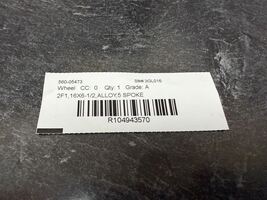 560-05473 Stk# 3GL016
Wheel CC: 0 Qty: 1 Grade: A
2F1,16X6-1/2,ALLOY,5 SPOKE
R104943570